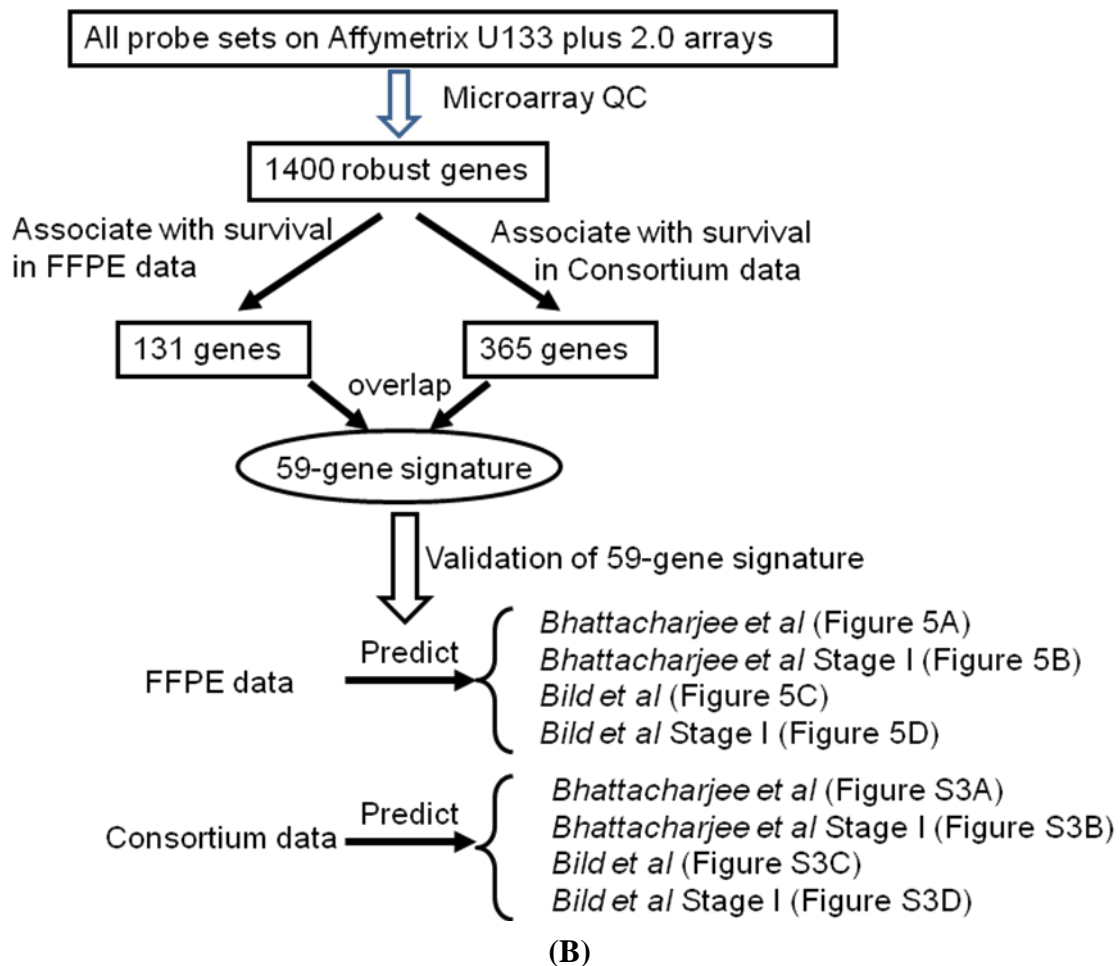 All probe sets on Affymetrix U133 plus 2.0 arrays
Microarray QC
1400 robust genes
Associate with survival
in FFPE data
Associate with survival
in Consortium data
131 genes
365 genes
overlap
59-gene signature
Validation of 59-gene signature
FFPE data
Predict
Bhattacharjee et al (Figure 5A)
Bhattacharjee et al Stage I (Figure 5B)
Bild et al (Figure 5C)
Bild et al Stage I (Figure 5D)
Consortium data
Predict
Bhattacharjee et al (Figure S3A)
Bhattacharjee et al Stage I (Figure S3B)
Bild et al (Figure S3C)
Bild et al Stage I (Figure S3D)
(B)